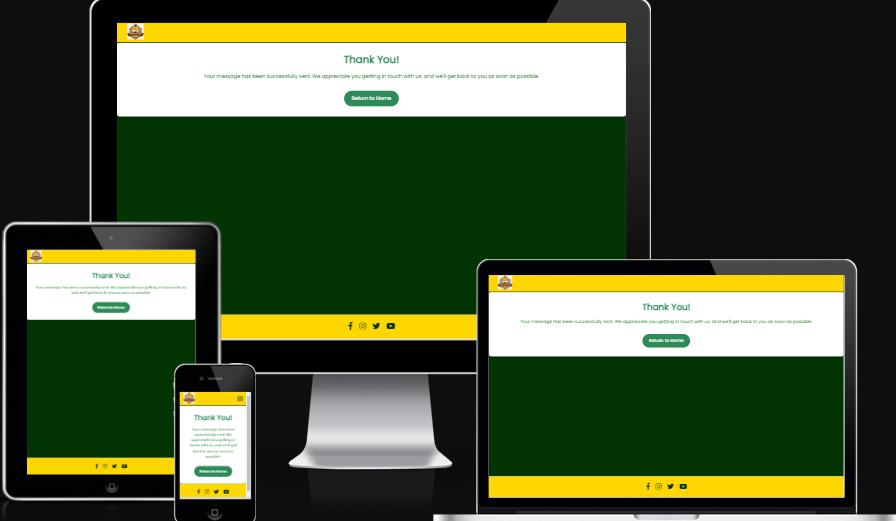 Thank You!
Your message has been successfully sent. We appreciate you getting in touch with us, and we'll get back to you as soon as possible.
Return to Home
Thank You!
Your message has been successfully sent. We appreciate you getting in touch with us,
and we'll get back to you as soon as possible.
Return to Home
Thank You!
Your message has been
successfully sent. We
appreciate you getting in
touch with us, and we'll get
back to you as soon as
possible.
Return to Home
Thank You!
Your message has been successfully sent. We appreciate you getting in touch with us, and we'll get back to you as soon as possible.
Return to Home